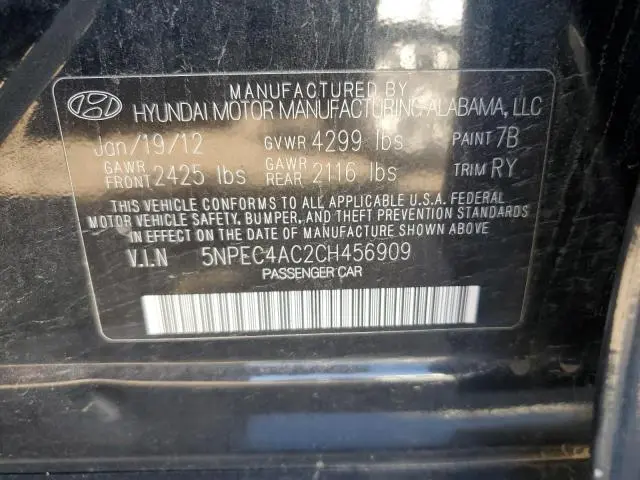 MANUFACTURED BY
HYUNDAI MOTOR MANUFACTURING ALABAMA, LLC
Jan/19/12 GVWR 4299 lbs PAINT 7B
GAWR FRONT 2425 lbs GAWR REAR 2116 lbs TRIM RY
THIS VEHICLE CONFORMS TO ALL APPLICABLE U.S.A. FEDERAL
MOTOR VEHICLE SAFETY, BUMPER, AND THEFT PREVENTION STANDARDS
IN EFFECT ON THE DATE OF MANUFACTURE SHOWN ABOVE.
V.I.N 5NPEC4AC2CH456909
PASSENGER CAR